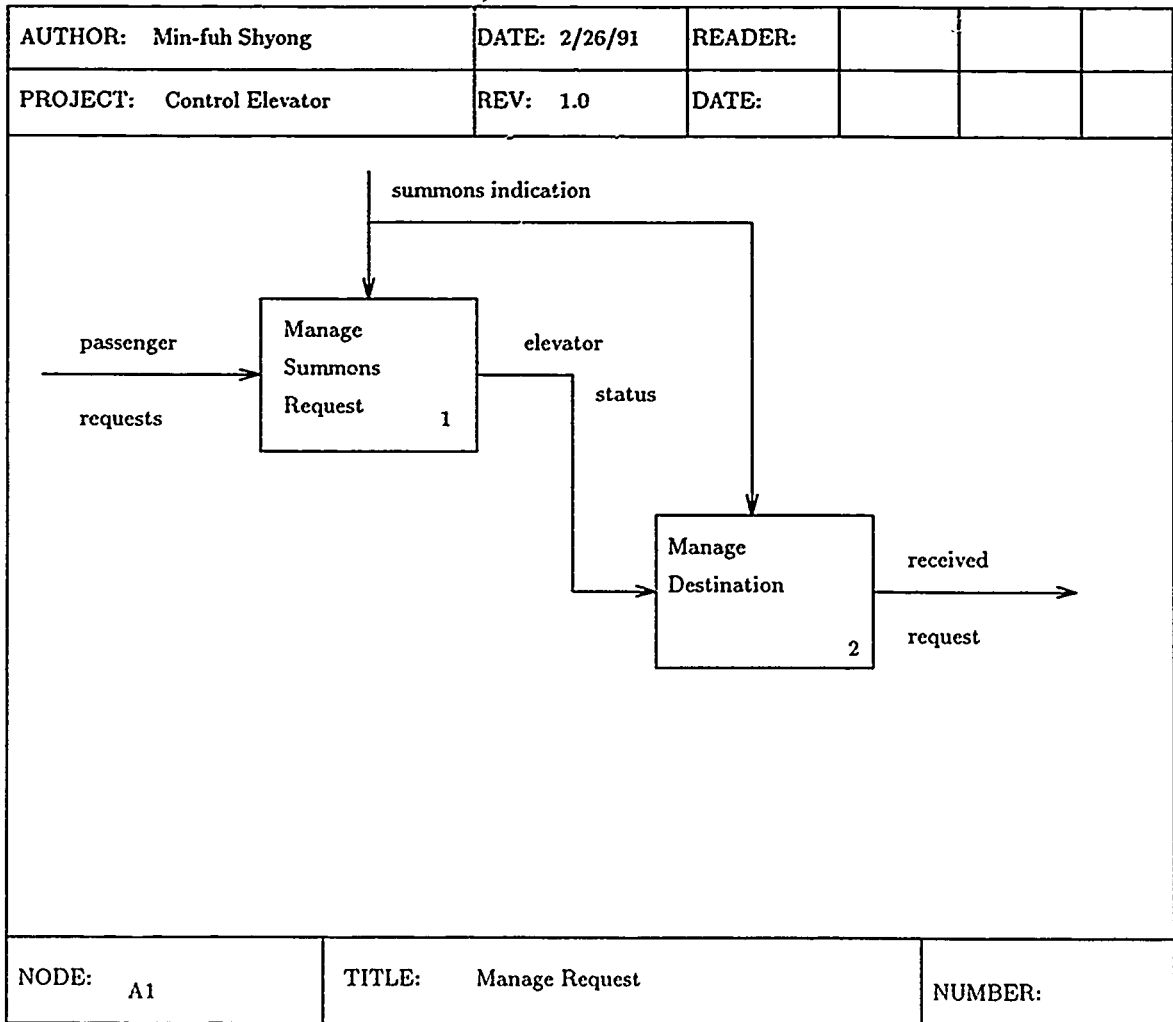 AUTHOR: Min-fuh Shyong DATE: 2/26/91 READER:
PROJECT: Control Elevator REV: 1.0 DATE:
summons indication
passenger
requests
Manage
Summons
Request
1
elevator
status
Manage
Destination
2
received
request
NODE: A1 TITLE: Manage Request NUMBER: